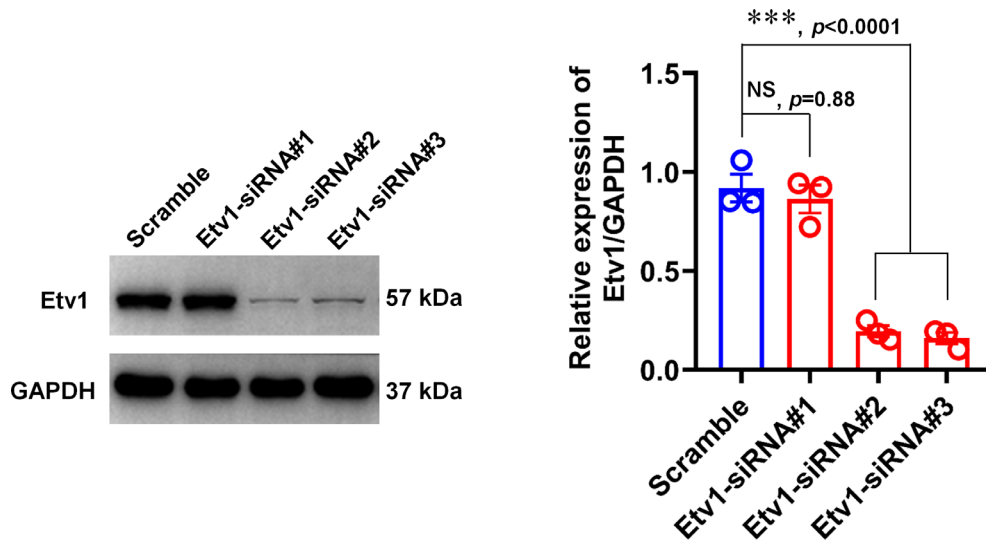 Scramble
Etv1-siRNA#1
Etv1-siRNA#2
Etv1-siRNA#3
Etv1
57 kDa
GAPDH
37 kDa
***, p<0.0001
NS, p=0.88
Relative expression of
Etv1/GAPDH
1.5
1.0
0.5
0.0
Scramble
Etv1-siRNA#1
Etv1-siRNA#2
Etv1-siRNA#3